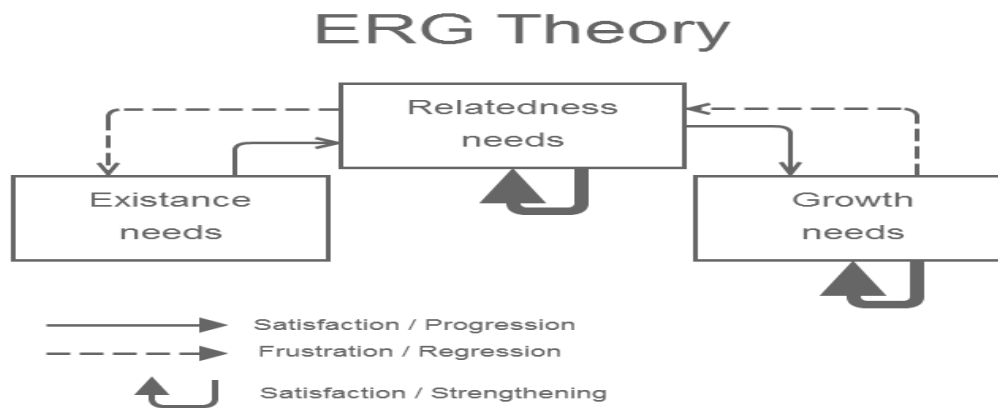 ERG Theory
Relatedness
needs
Existance
needs
Growth
needs
Satisfaction / Progression
Frustration / Regression
Satisfaction / Strengthening